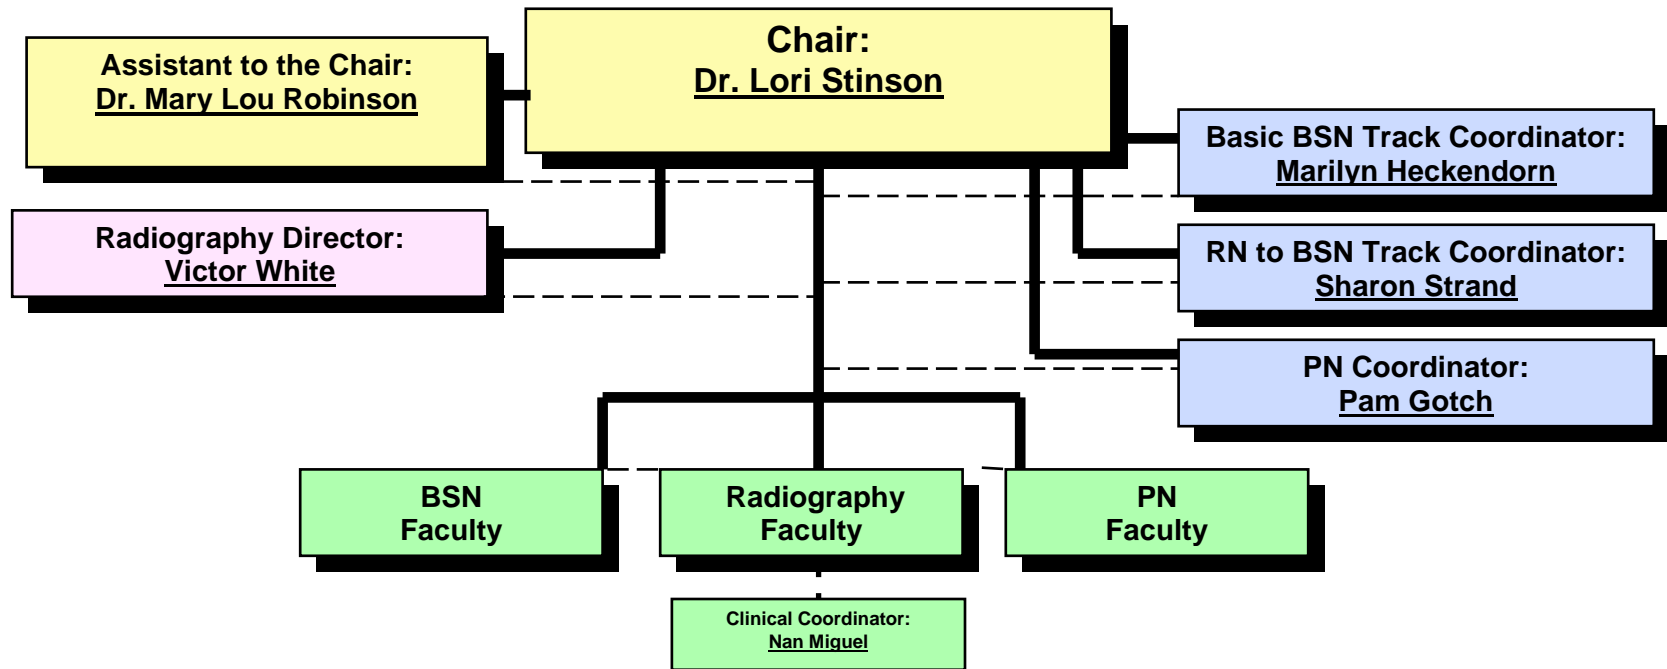 Chair:
Dr. Lori Stinson
Assistant to the Chair:
Dr. Mary Lou Robinson
Basic BSN Track Coordinator:
Marilyn Heckendorn
Radiography Director:
Victor White
RN to BSN Track Coordinator:
Sharon Strand
PN Coordinator:
Pam Gotch
BSN
Faculty
Radiography
Faculty
PN
Faculty
Clinical Coordinator:
Nan Miguel